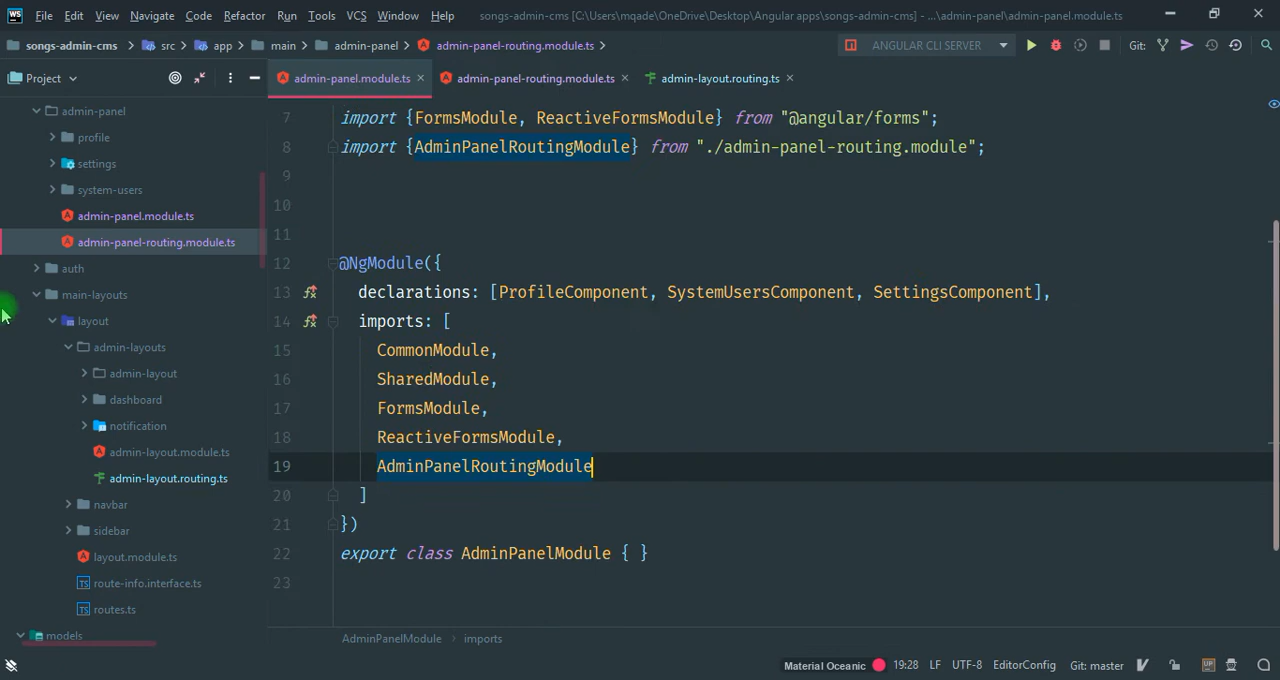 WS File Edit View Navigate Code Refactor Run Tools VCS Window Help songs-admin-cms [C:\Users\mqade\OneDrive\Desktop\Angular apps\songs-admin-cms] - ...\admin-panel\admin-panel.module.ts
songs-admin-cms src app main admin-panel admin-panel-routing.module.ts ANGULAR CLI SERVER Git:
Project admin-panel.module.ts admin-panel-routing.module.ts admin-layout.routing.ts
admin-panel
profile
settings
system-users
admin-panel.module.ts
admin-panel-routing.module.ts
auth
main-layouts
layout
admin-layouts
admin-layout
dashboard
notification
admin-layout.module.ts
admin-layout.routing.ts
navbar
sidebar
layout.module.ts
TS route-info.interface.ts
TS routes.ts
models
7 import {FormsModule, ReactiveFormsModule} from "@angular/forms";
8 import {AdminPanelRoutingModule} from "./admin-panel-routing.module";
9
10
11
12 @NgModule({
13 declarations: [ProfileComponent, SystemUsersComponent, SettingsComponent],
14 imports: [
15 CommonModule,
16 SharedModule,
17 FormsModule,
18 ReactiveFormsModule,
19 AdminPanelRoutingModule
20 ]
21 })
22 export class AdminPanelModule { }
23
AdminPanelModule imports
Material Oceanic 19:28 LF UTF-8 EditorConfig Git: master UP